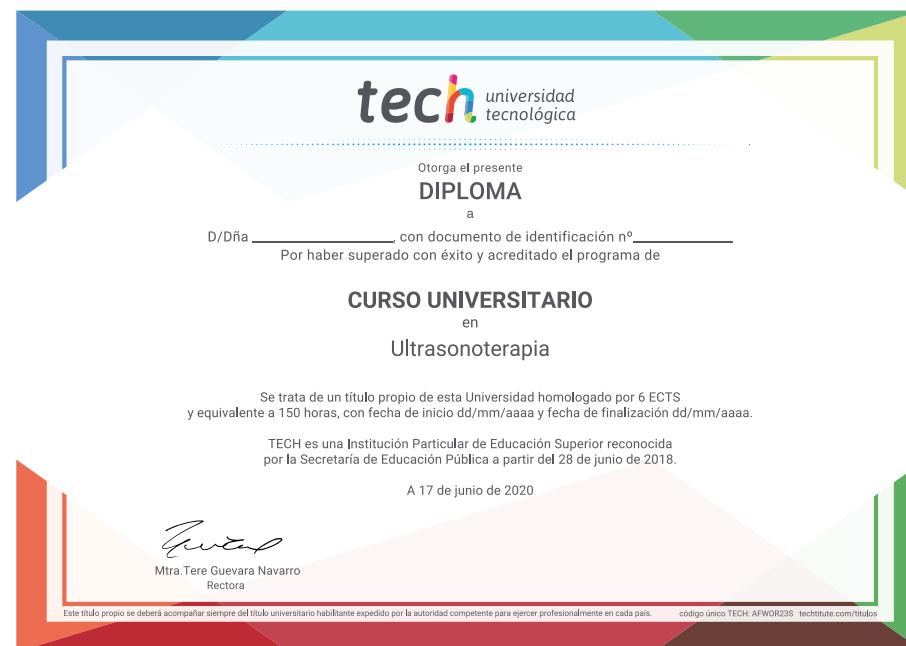 tech universidad
tecnológica
Otorga el presente
DIPLOMA
a
D/Dña ______________, con documento de identificación nº__________
Por haber superado con éxito y acreditado el programa de
CURSO UNIVERSITARIO
en
Ultrasonoterapia
Se trata de un título propio de esta Universidad homologado por 6 ECTS
y equivalente a 150 horas, con fecha de inicio dd/mm/aaaa y fecha de finalización dd/mm/aaaa.
TECH es una Institución Particular de Educación Superior reconocida
por la Secretaría de Educación Pública a partir del 28 de junio de 2018.
A 17 de junio de 2020
Mtra.Tere Guevara Navarro
Rectora
Este título propio se deberá acompañar siempre del título universitario habilitante expedido por la autoridad competente para ejercer profesionalmente en cada país. código único TECH: AFWOR23S techtitute.com/titulos